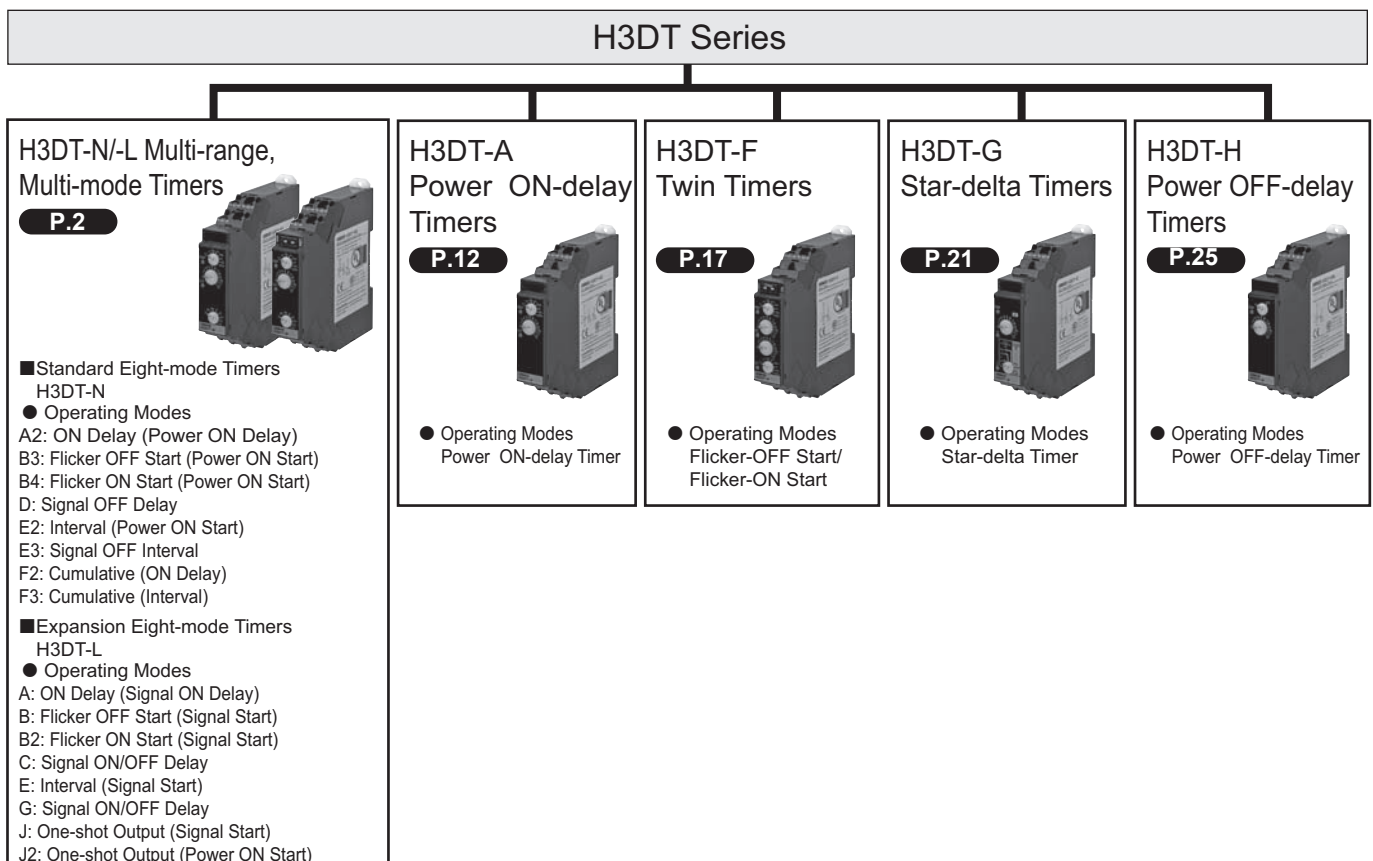 H3DT Series
H3DT-N/-L Multi-range,
Multi-mode Timers
P.2
■Standard Eight-mode Timers
H3DT-N
● Operating Modes
A2: ON Delay (Power ON Delay)
B3: Flicker OFF Start (Power ON Start)
B4: Flicker ON Start (Power ON Start)
D: Signal OFF Delay
E2: Interval (Power ON Start)
E3: Signal OFF Interval
F2: Cumulative (ON Delay)
F3: Cumulative (Interval)
■Expansion Eight-mode Timers
H3DT-L
● Operating Modes
A: ON Delay (Signal ON Delay)
B: Flicker OFF Start (Signal Start)
B2: Flicker ON Start (Signal Start)
C: Signal ON/OFF Delay
E: Interval (Signal Start)
G: Signal ON/OFF Delay
J: One-shot Output (Signal Start)
J2: One-shot Output (Power ON Start)
H3DT-A
Power ON-delay
Timers
P.12
● Operating Modes
Power ON-delay Timer
H3DT-F
Twin Timers
P.17
● Operating Modes
Flicker-OFF Start/
Flicker-ON Start
H3DT-G
Star-delta Timers
P.21
● Operating Modes
Star-delta Timer
H3DT-H
Power OFF-delay
Timers
P.25
● Operating Modes
Power OFF-delay Timer